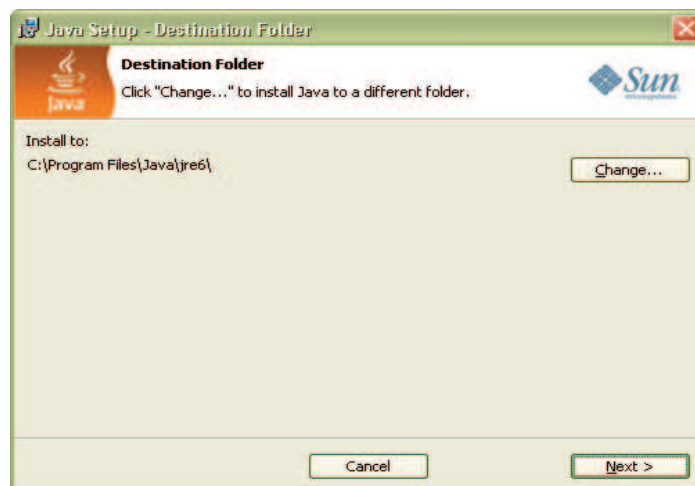 Java Setup - Destination Folder
Destination Folder
Click "Change..." to install Java to a different folder.
Java
Sun
microsystems
Install to:
C:\Program Files\Java\jre6\
Change...
Cancel
Next >